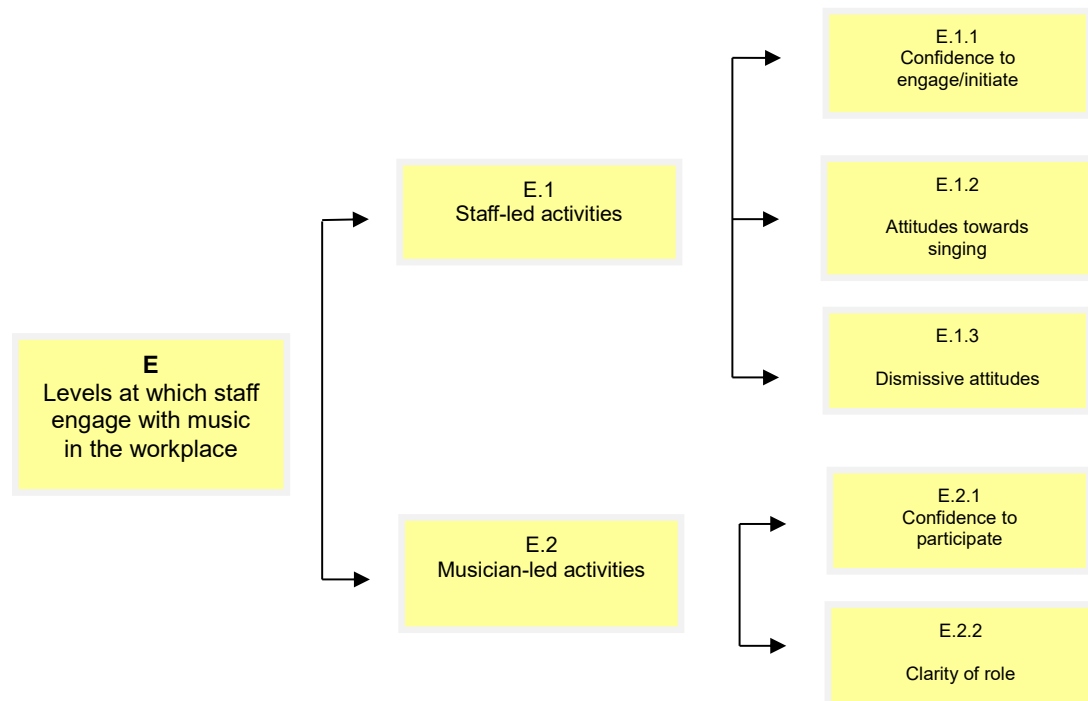 E
Levels at which staff
engage with music
in the workplace
E.1
Staff-led activities
E.1.1
Confidence to
engage/initiate
E.1.2
Attitudes towards
singing
E.1.3
Dismissive attitudes
E.2
Musician-led activities
E.2.1
Confidence to
participate
E.2.2
Clarity of role